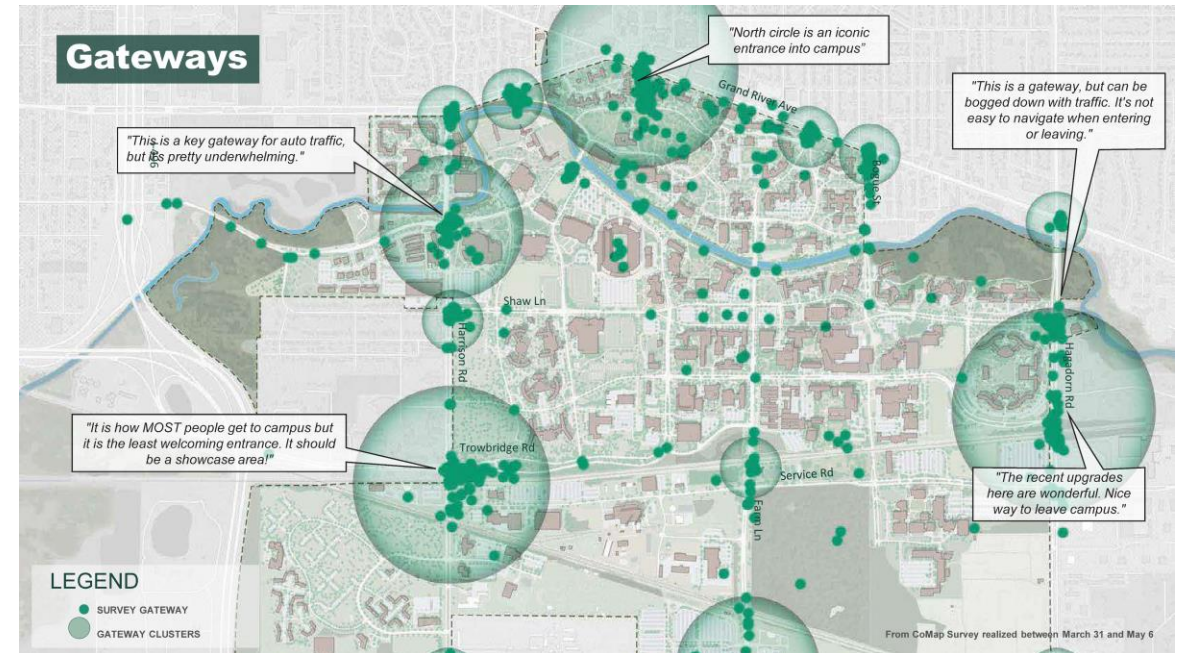 Gateways
"North circle is an iconic
entrance into campus"
Grand River Ave
"This is a gateway, but can be
bogged down with traffic. It's not
easy to navigate when entering
or leaving."
"This is a key gateway for auto traffic,
but it's pretty underwhelming."
Bogue St
Shaw Ln
Harrison Rd
Hagadorn Rd
"It is how MOST people get to campus but
it is the least welcoming entrance. It should
be a showcase area!"
Trowbridge Rd
Service Rd
"The recent upgrades
here are wonderful. Nice
way to leave campus."
Farm Ln
LEGEND
SURVEY GATEWAY
GATEWAY CLUSTERS
From CoMap Survey realized between March 31 and May 6